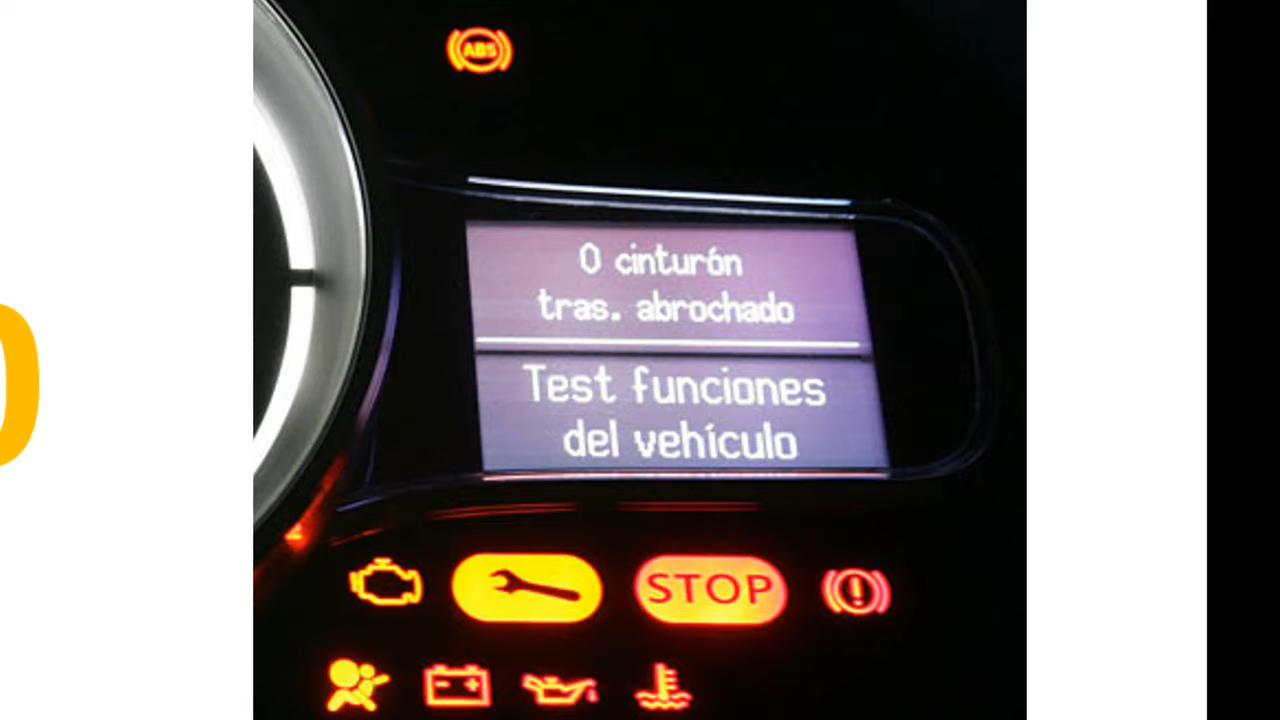 ABS
0 cinturón
tras. abrochado
Test funciones
del vehículo
STOP